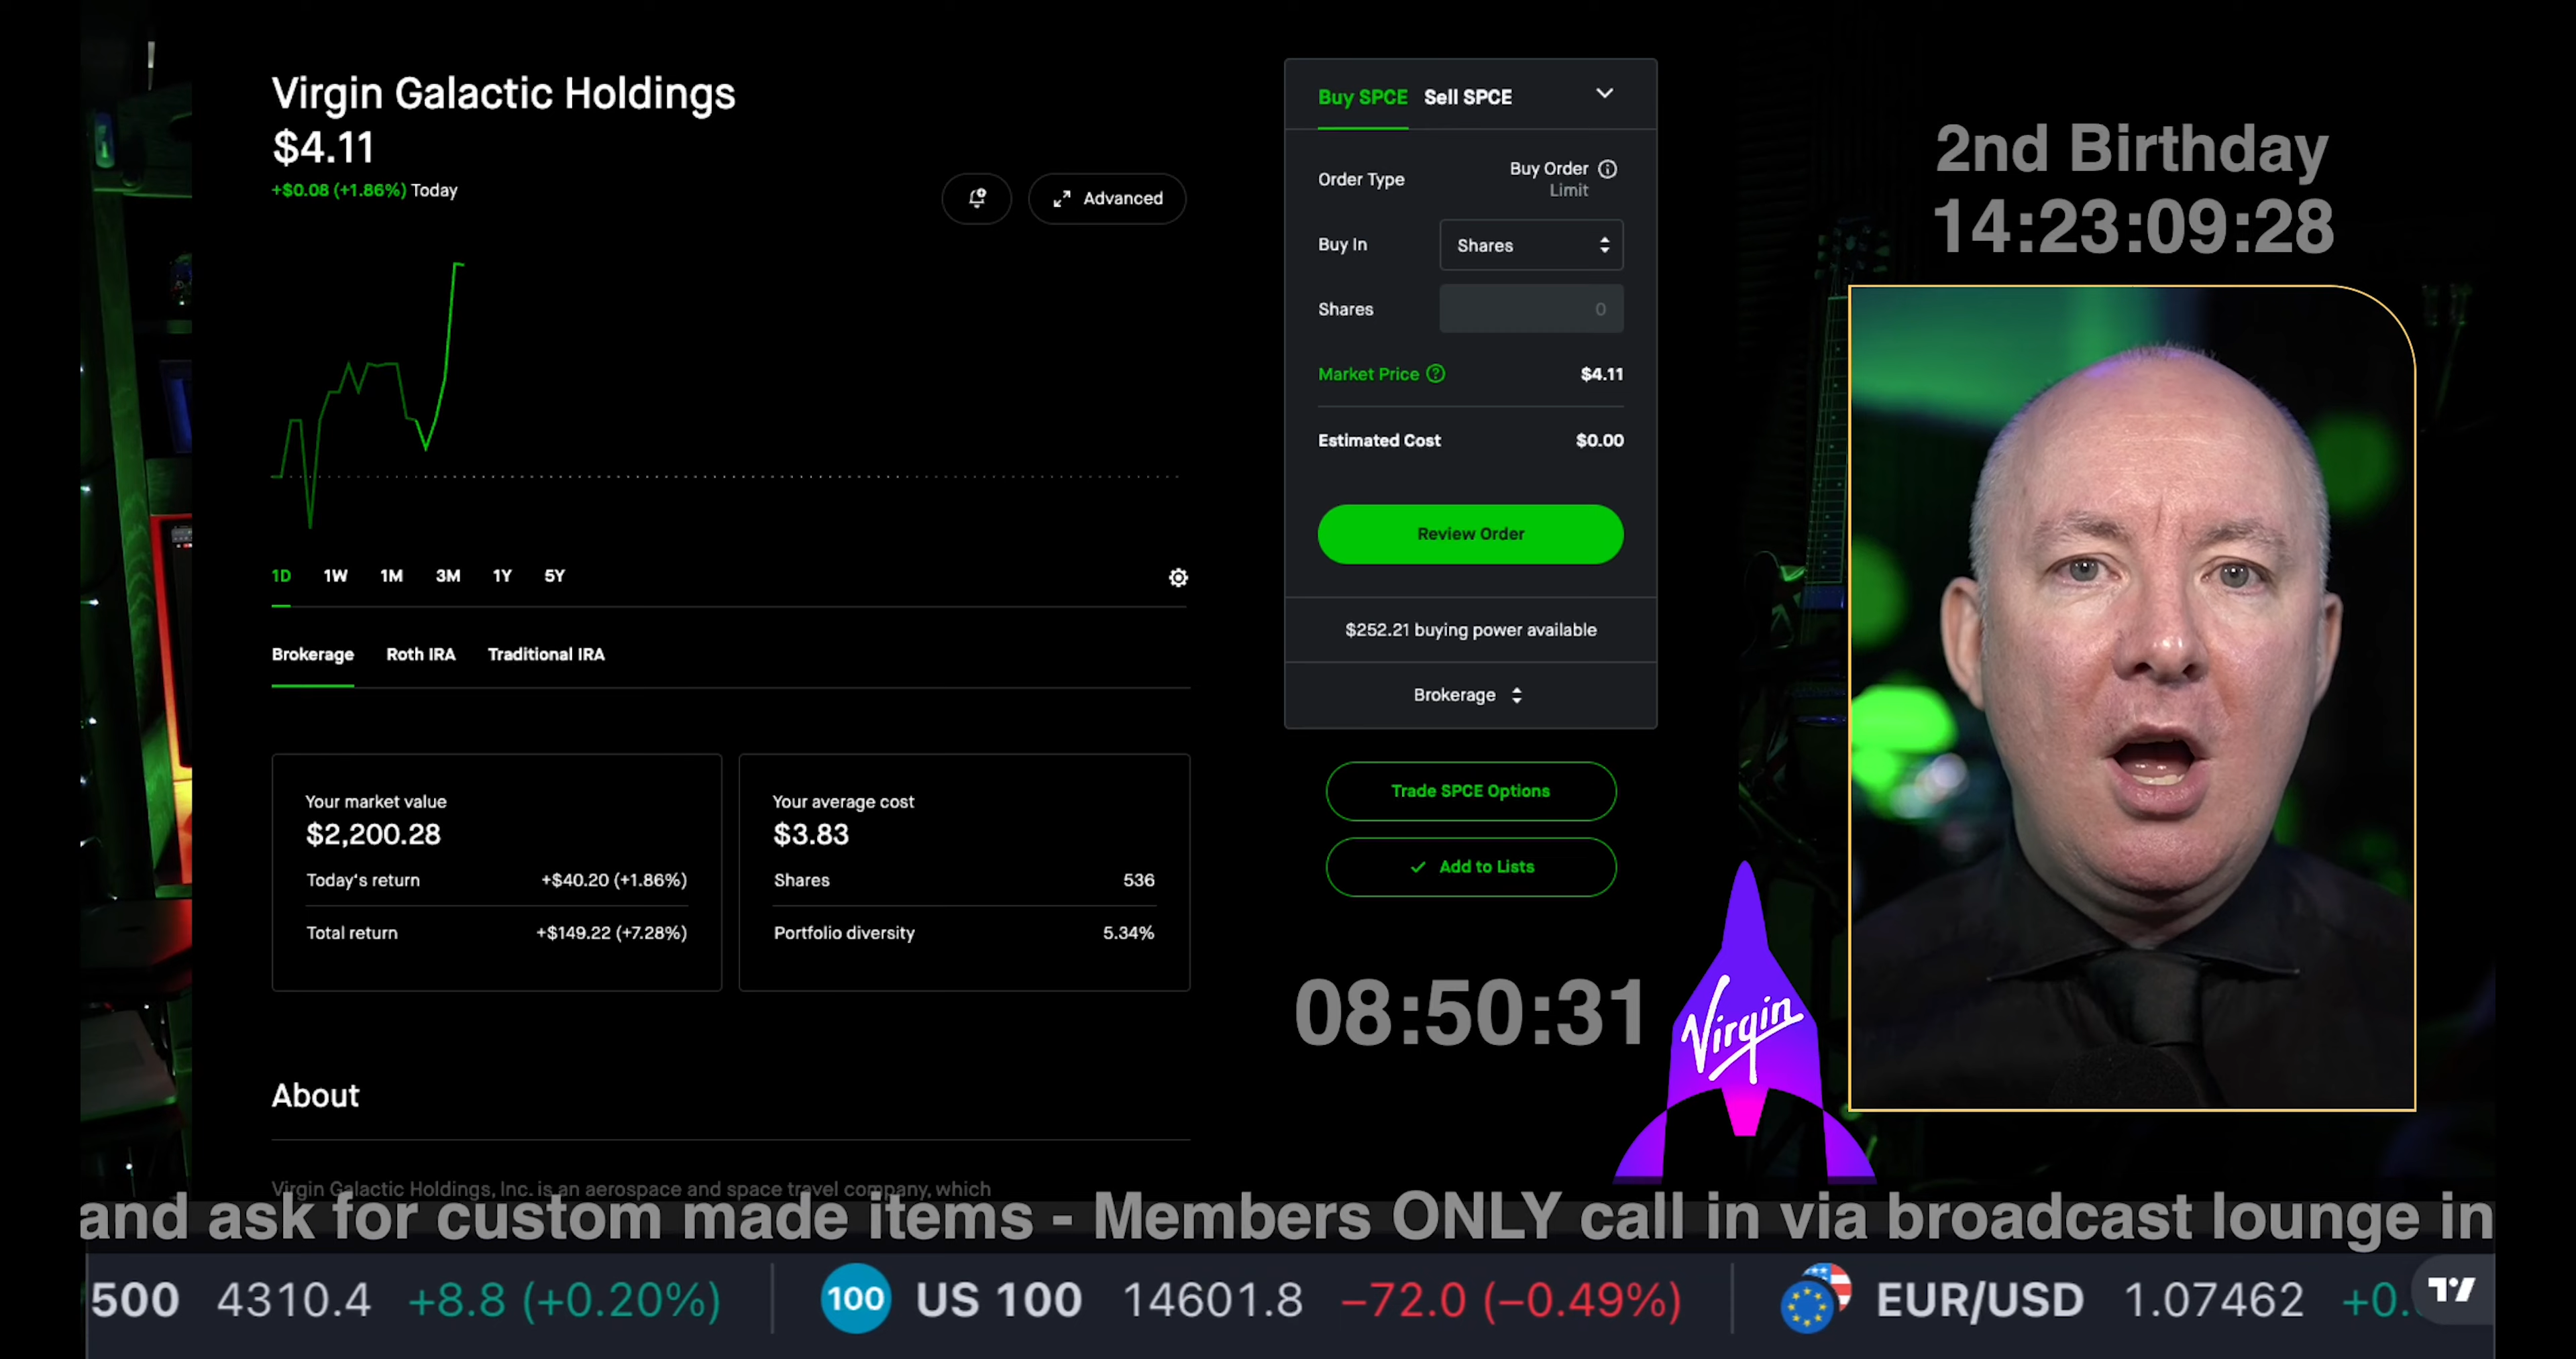 Virgin Galactic Holdings
$4.11
+$0.08 (+1.86%) Today
Advanced
1D 1W 1M 3M 1Y 5Y
Brokerage Roth IRA Traditional IRA
Your market value
$2,200.28
Today's return +$40.20 (+1.86%)
Total return +$149.22 (+7.28%)
Your average cost
$3.83
Shares 536
Portfolio diversity 5.34%
About
Virgin Galactic Holdings, Inc. is an aerospace and space travel company, which
Buy SPCE Sell SPCE
Order Type Buy Order
Limit
Buy In Shares
Shares 0
Market Price $4.11
Estimated Cost $0.00
Review Order
$252.21 buying power available
Brokerage
Trade SPCE Options
Add to Lists
08:50:31
Virgin
2nd Birthday
14:23:09:28
and ask for custom made items - Members ONLY call in via broadcast lounge in
500 4310.4 +8.8 (+0.20%) 100 US 100 14601.8 −72.0 (−0.49%) EUR/USD 1.07462 +0.